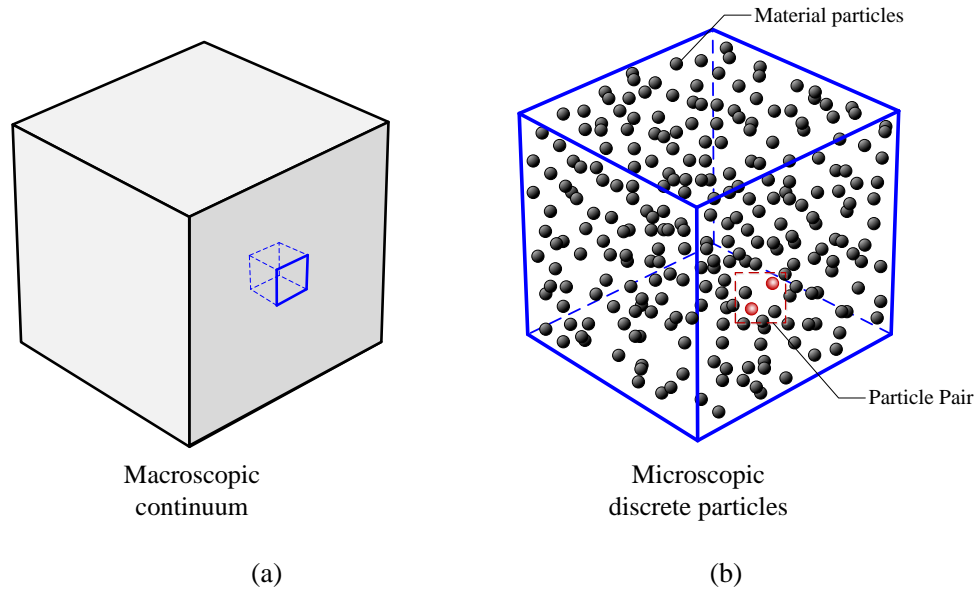 Material particles
Particle Pair
Macroscopic
continuum
Microscopic
discrete particles
(a)
(b)